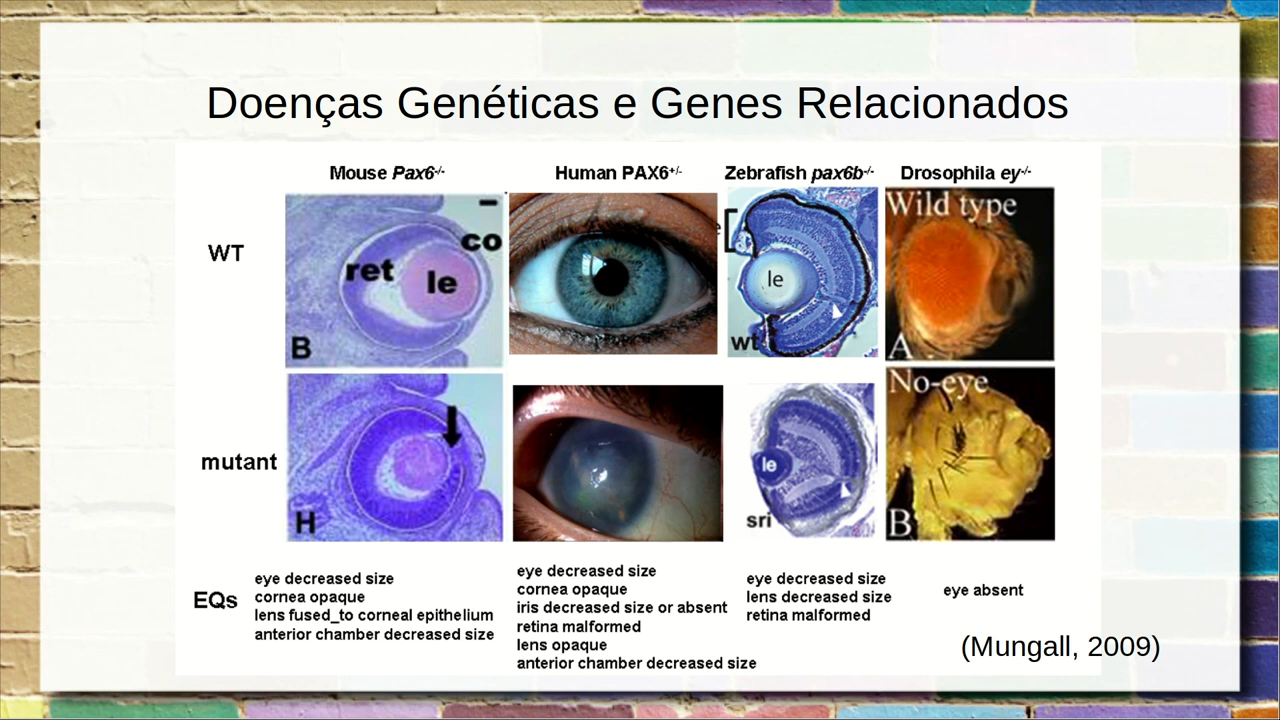 Doenças Genéticas e Genes Relacionados
Mouse Pax6-/-
Human PAX6+/-
Zebrafish pax6b-/-
Drosophila ey-/-
WT
ret
le
co
B
e
le
wt
Wild type
A
mutant
H
le
sri
No-eye
B
EQs
eye decreased size
cornea opaque
lens fused_to corneal epithelium
anterior chamber decreased size
eye decreased size
cornea opaque
iris decreased size or absent
retina malformed
lens opaque
anterior chamber decreased size
eye decreased size
lens decreased size
retina malformed
eye absent
(Mungall, 2009)